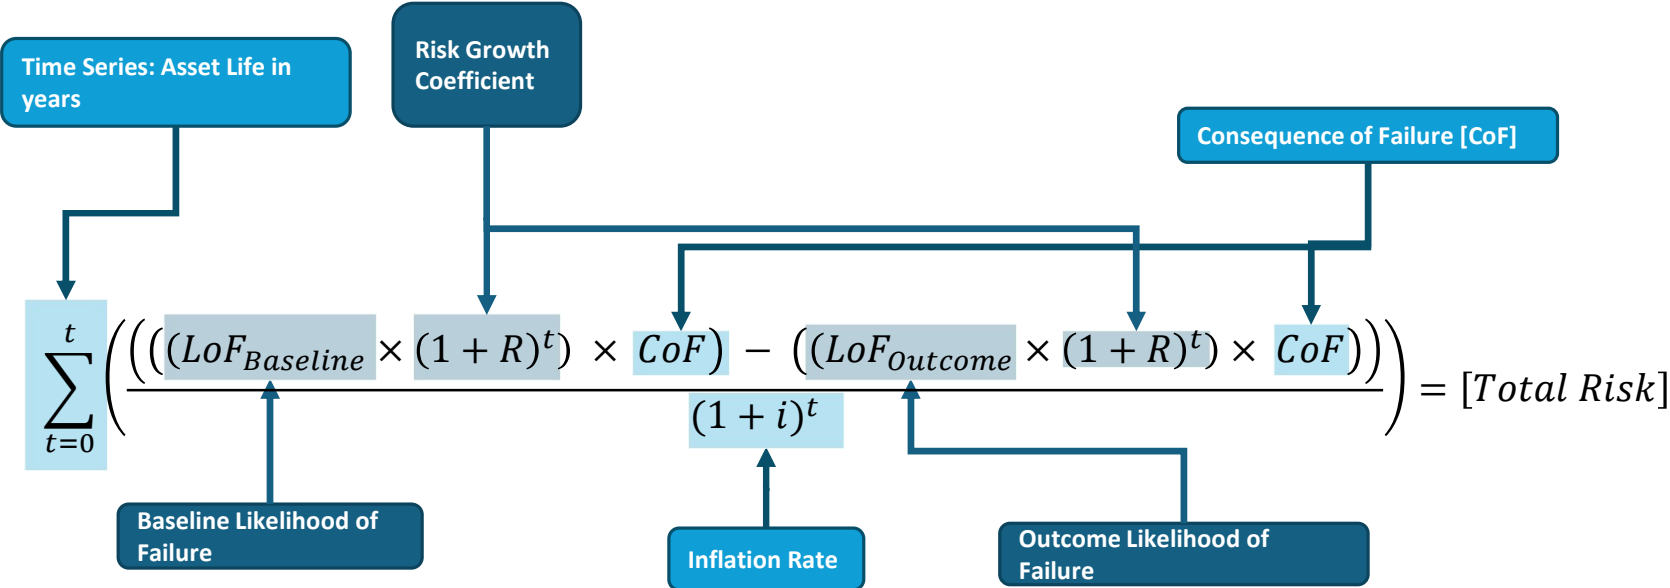 Time Series: Asset Life in
years
Risk Growth
Coefficient
Consequence of Failure [CoF]
t
∑
t=0
((((LoF_Baseline × (1 + R)^t) × CoF) − ((LoF_Outcome × (1 + R)^t) × CoF)))
(1 + i)^t
= [Total Risk]
Baseline Likelihood of
Failure
Inflation Rate
Outcome Likelihood of
Failure